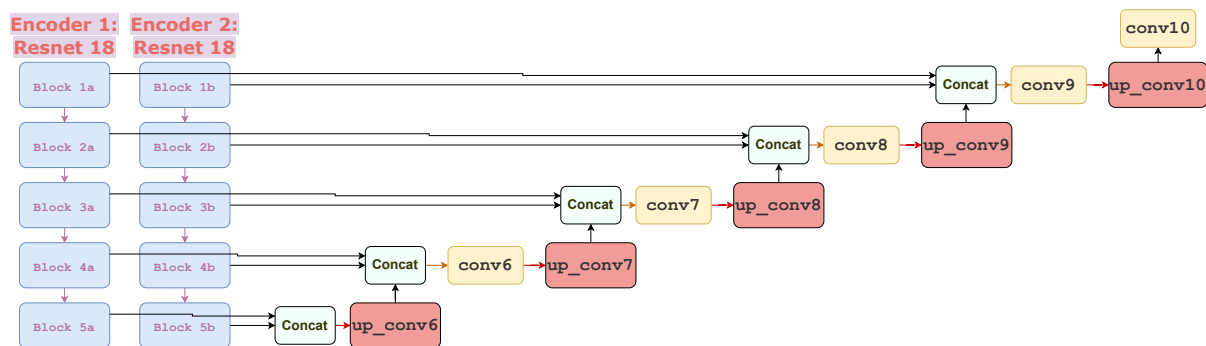 Encoder 1:
Resnet 18
Encoder 2:
Resnet 18
conv10
Block 1a
Block 1b
Concat
conv9
up_conv10
Block 2a
Block 2b
Concat
conv8
up_conv9
Block 3a
Block 3b
Concat
conv7
up_conv8
Block 4a
Block 4b
Concat
conv6
up_conv7
Block 5a
Block 5b
Concat
up_conv6